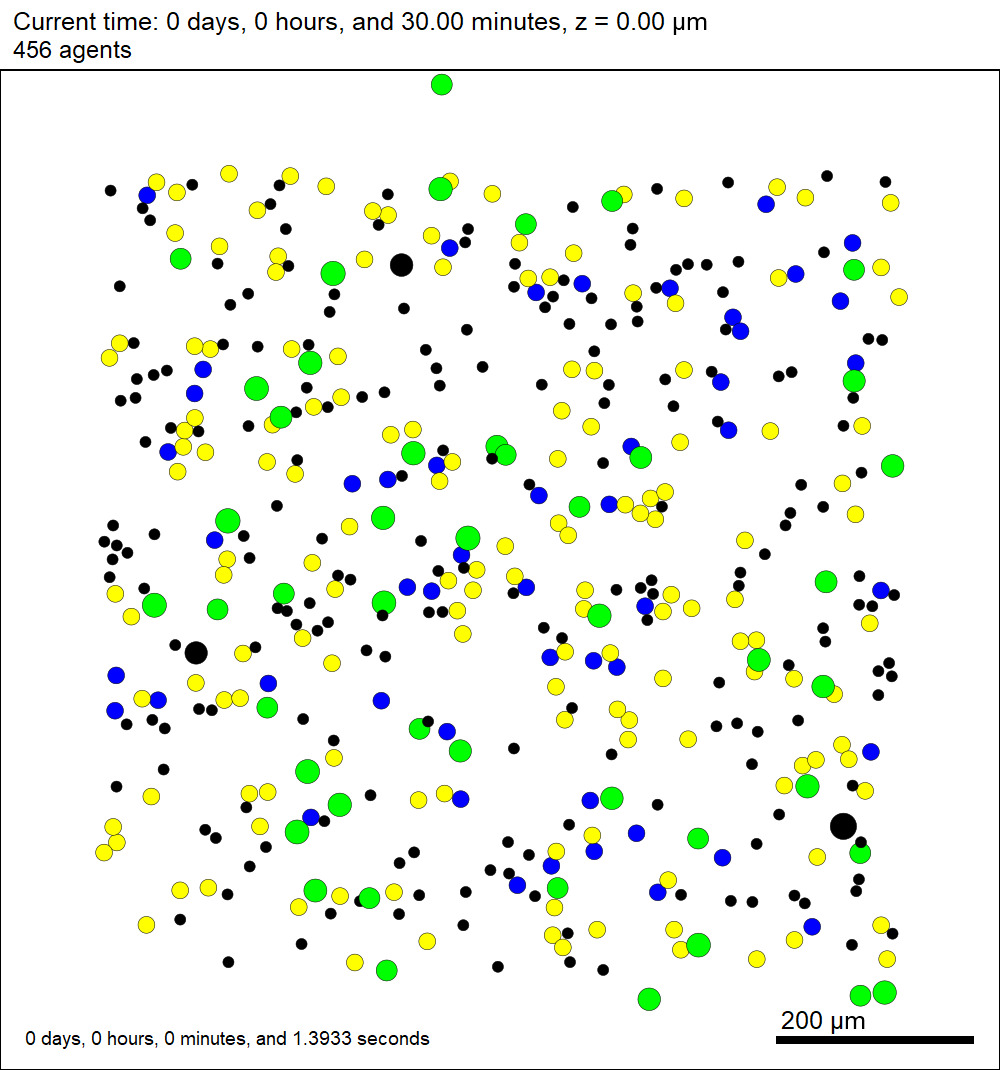 Current time: 0 days, 0 hours, and 30.00 minutes, z = 0.00 μm
456 agents
200 μm
0 days, 0 hours, 0 minutes, and 1.3933 seconds